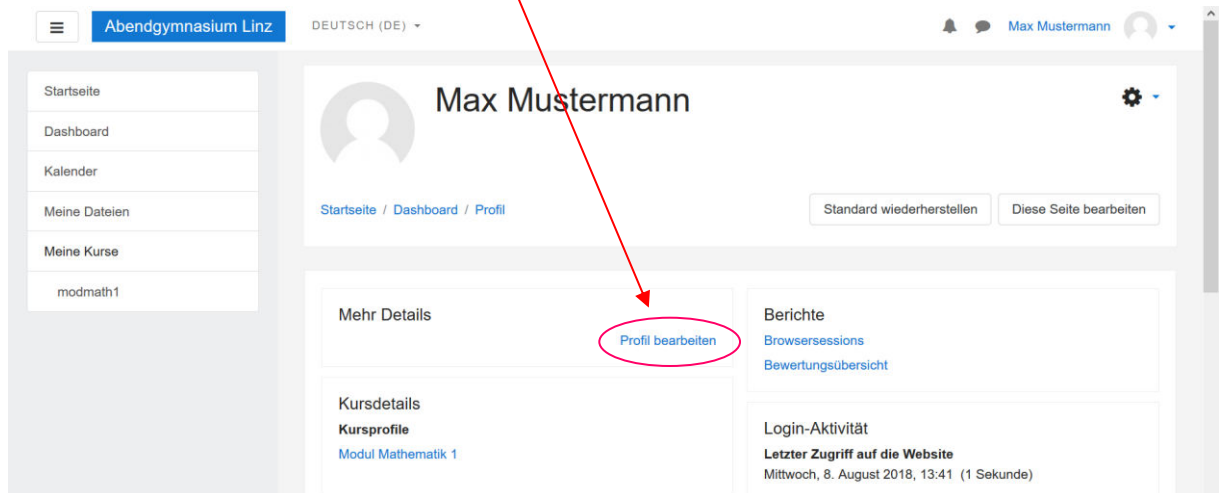 Abendgymnasium Linz DEUTSCH (DE) Max Mustermann
Startseite
Dashboard
Kalender
Meine Dateien
Meine Kurse
modmath1
Max Mustermann
Startseite / Dashboard / Profil
Standard wiederherstellen
Diese Seite bearbeiten
Mehr Details
Profil bearbeiten
Kursdetails
Kursprofile
Modul Mathematik 1
Berichte
Browsersessions
Bewertungsübersicht
Login-Aktivität
Letzter Zugriff auf die Website
Mittwoch, 8. August 2018, 13:41 (1 Sekunde)